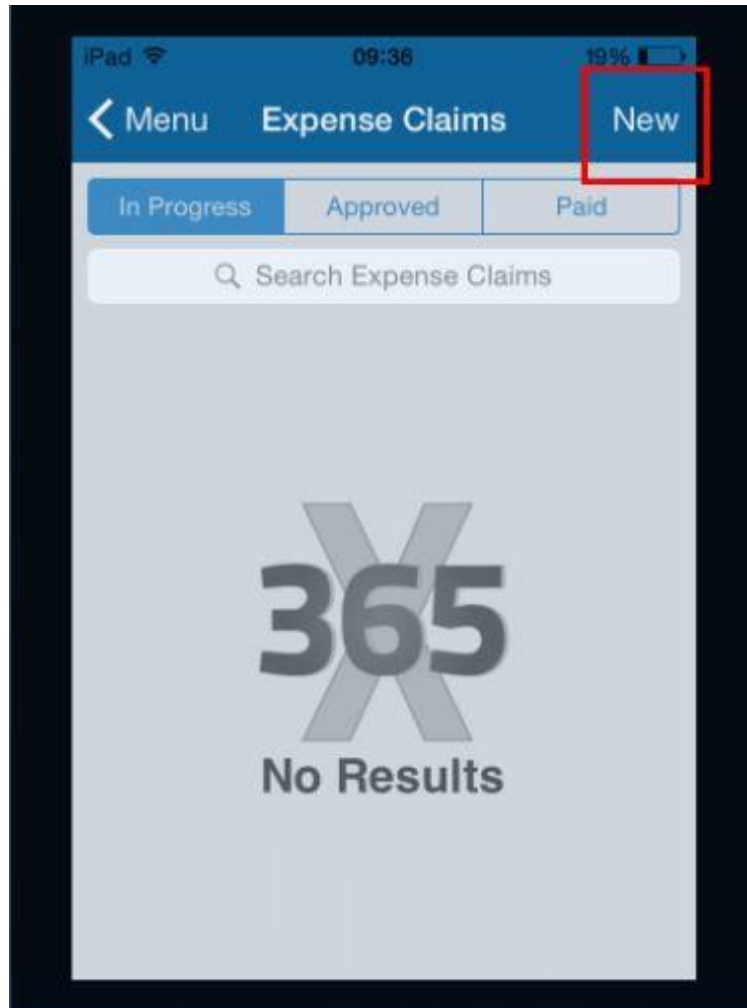 iPad 09:36 19%
Menu Expense Claims New
In Progress Approved Paid
Search Expense Claims
X
365
No Results